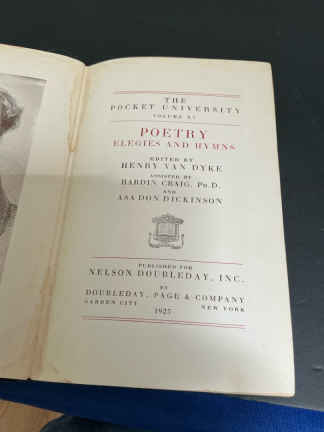 THE
POCKET UNIVERSITY
VOLUME
POETRY
ELEGIES AND HYMNS
EDITED BY
HENRY VAN DYKE
ASSISTED BY
HARDIN CRAIG, Ph.D.
AND
ASA DON DICKINSON
PUBLISHED FOR
NELSON DOUBLEDAY, INC.
BY
DOUBLEDAY, PAGE & COMPANY
GARDEN CITY NEW YORK
1925